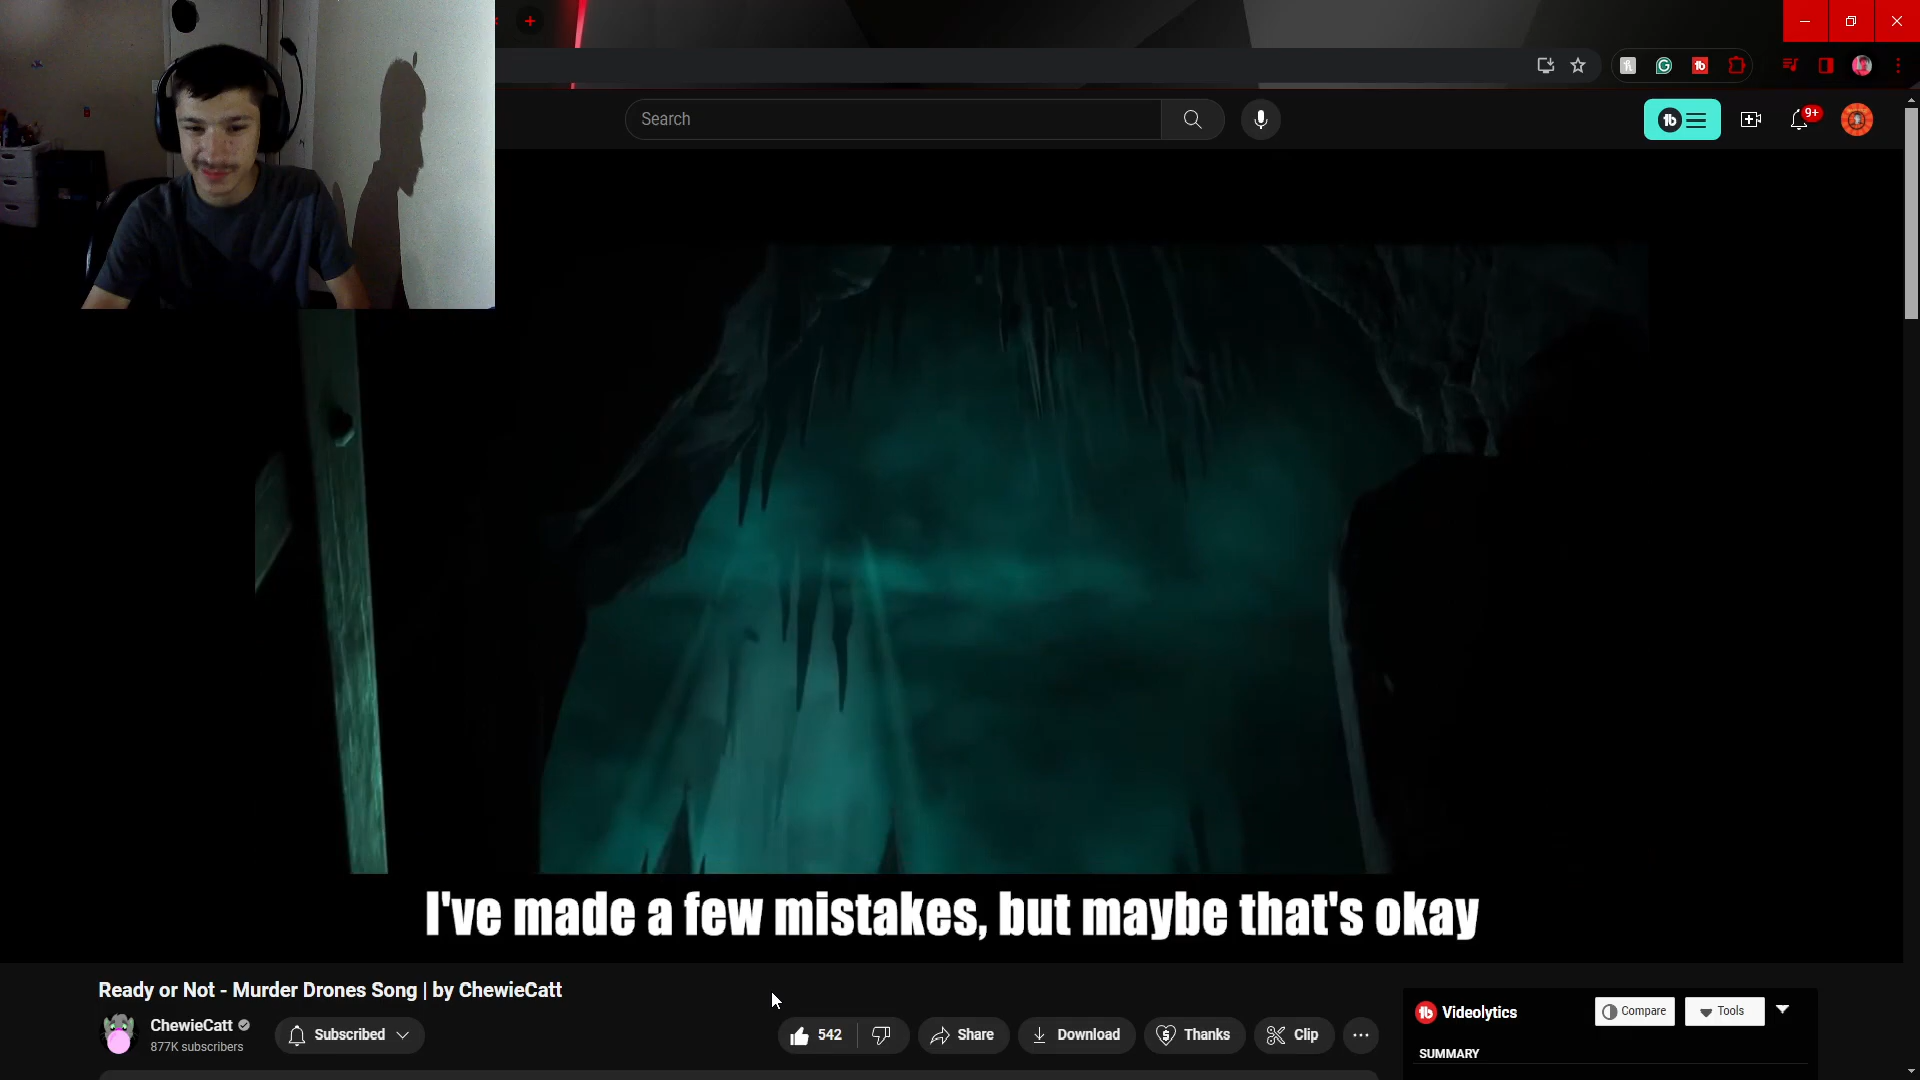 Search
9+
I've made a few mistakes, but maybe that's okay
Ready or Not - Murder Drones Song | by ChewieCatt
ChewieCatt
877K subscribers
Subscribed
542
Share
Download
Thanks
Clip
Videolytics
Compare
Tools
SUMMARY